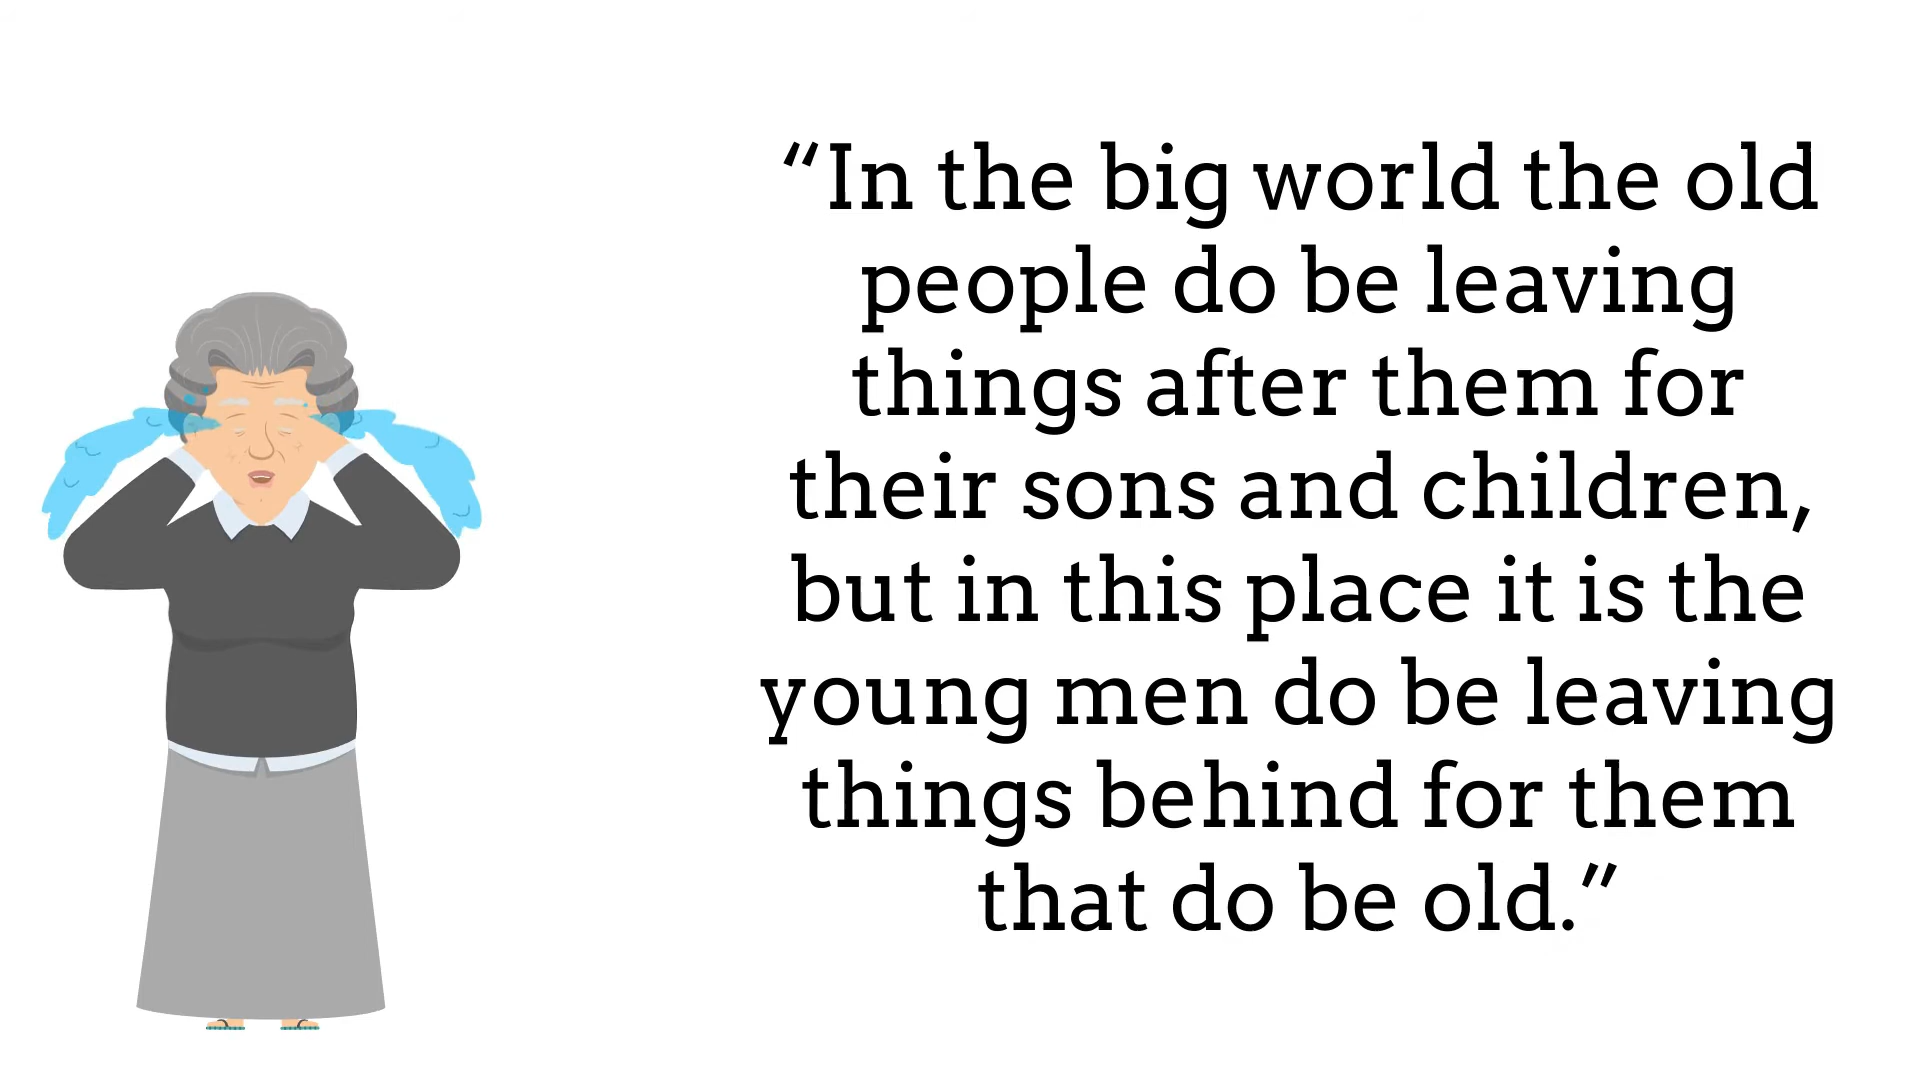 “In the big world the old
people do be leaving
things after them for
their sons and children,
but in this place it is the
young men do be leaving
things behind for them
that do be old.”